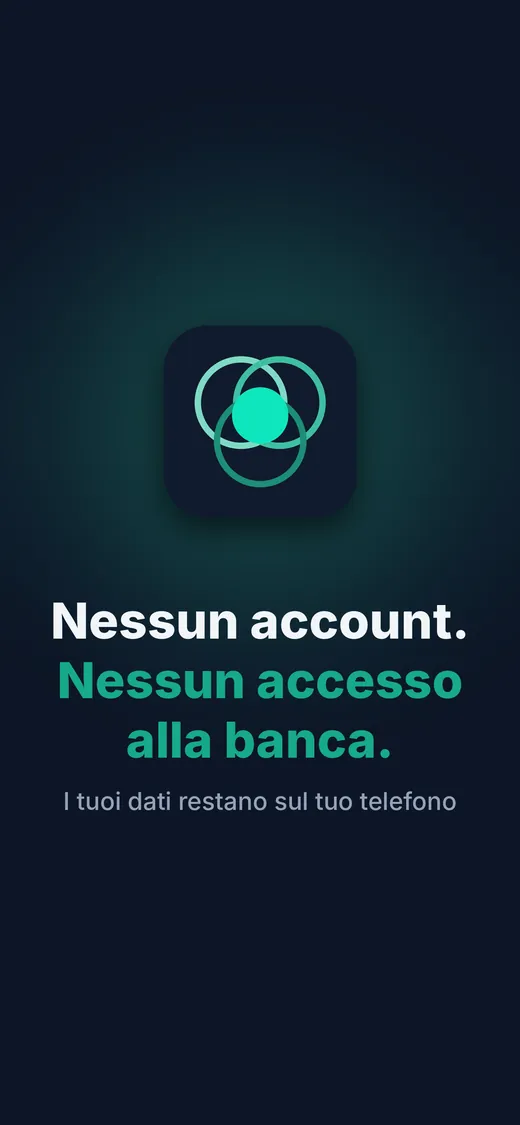 Nessun account.
Nessun accesso
alla banca.
I tuoi dati restano sul tuo telefono